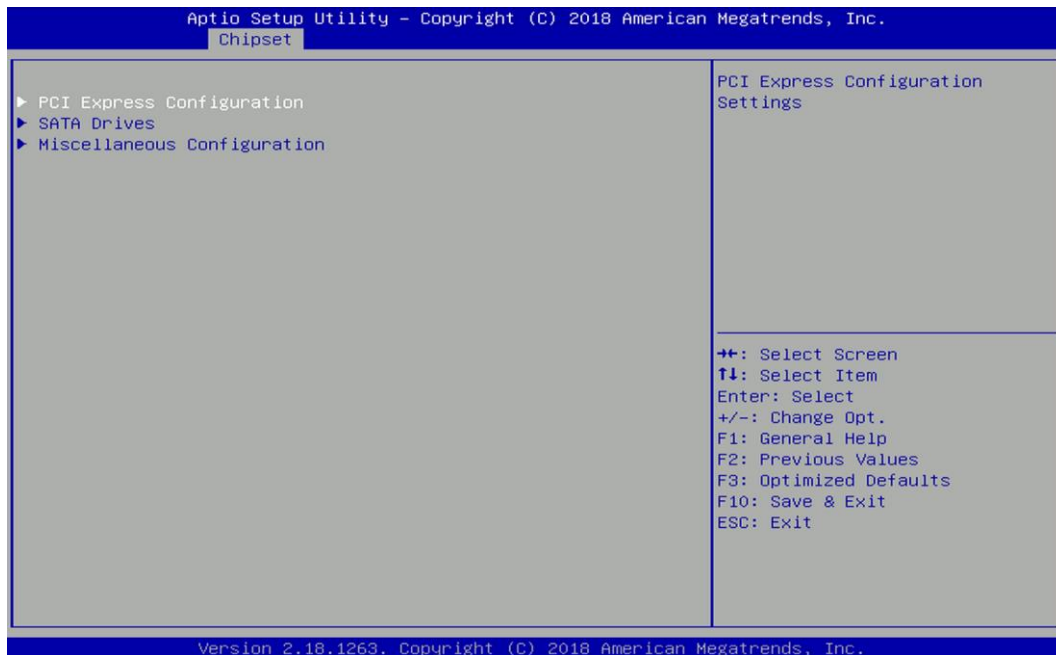 Aptio Setup Utility – Copyright (C) 2018 American Megatrends, Inc.
Chipset
▶ PCI Express Configuration
▶ SATA Drives
▶ Miscellaneous Configuration
PCI Express Configuration
Settings
→←: Select Screen
↑↓: Select Item
Enter: Select
+/-: Change Opt.
F1: General Help
F2: Previous Values
F3: Optimized Defaults
F10: Save & Exit
ESC: Exit
Version 2.18.1263. Copyright (C) 2018 American Megatrends, Inc.